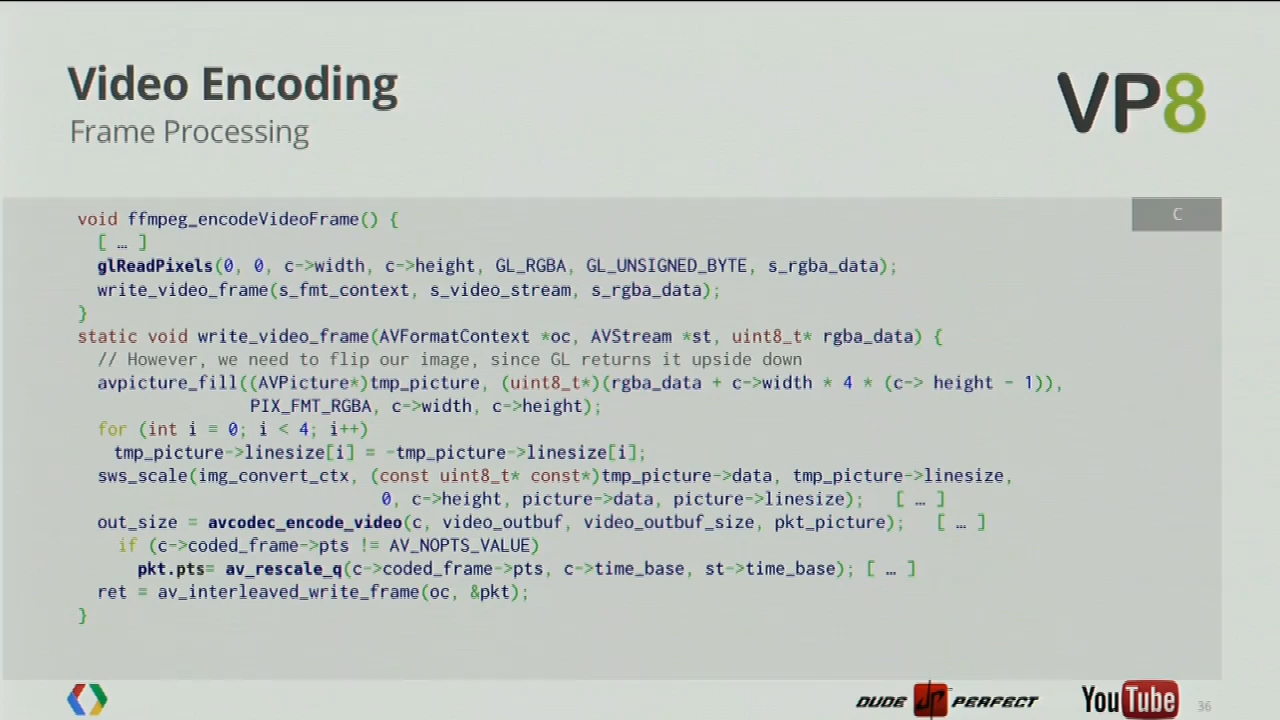 Video Encoding
Frame Processing
VP8
C
void ffmpeg_encodeVideoFrame() {
[ … ]
glReadPixels(0, 0, c->width, c->height, GL_RGBA, GL_UNSIGNED_BYTE, s_rgba_data);
write_video_frame(s_fmt_context, s_video_stream, s_rgba_data);
}
static void write_video_frame(AVFormatContext *oc, AVStream *st, uint8_t* rgba_data) {
// However, we need to flip our image, since GL returns it upside down
avpicture_fill((AVPicture*)tmp_picture, (uint8_t*)(rgba_data + c->width * 4 * (c-> height - 1)),
PIX_FMT_RGBA, c->width, c->height);
for (int i = 0; i < 4; i++)
tmp_picture->linesize[i] = -tmp_picture->linesize[i];
sws_scale(img_convert_ctx, (const uint8_t* const*)tmp_picture->data, tmp_picture->linesize,
0, c->height, picture->data, picture->linesize); [ … ]
out_size = avcodec_encode_video(c, video_outbuf, video_outbuf_size, pkt_picture); [ … ]
if (c->coded_frame->pts != AV_NOPTS_VALUE)
pkt.pts= av_rescale_q(c->coded_frame->pts, c->time_base, st->time_base); [ … ]
ret = av_interleaved_write_frame(oc, &pkt);
}
DUDE DP PERFECT
YouTube
36